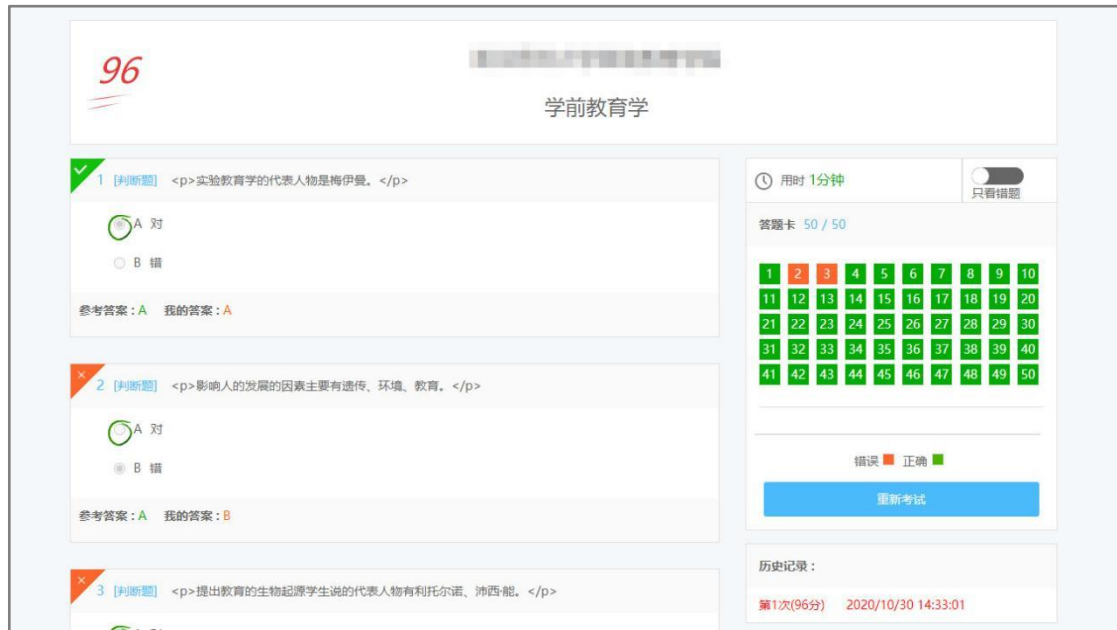 96
学前教育学
1 [判断题] <p>实验教育学的代表人物是梅伊曼。</p>
A 对
B 错
参考答案：A 我的答案：A
2 [判断题] <p>影响人的发展的因素主要有遗传、环境、教育。</p>
A 对
B 错
参考答案：A 我的答案：B
3 [判断题] <p>提出教育的生物起源学生说的代表人物有利托尔诺、沛西·能。</p>
用时 1分钟
只看错题
答题卡 50 / 50
1 2 3 4 5 6 7 8 9 10
11 12 13 14 15 16 17 18 19 20
21 22 23 24 25 26 27 28 29 30
31 32 33 34 35 36 37 38 39 40
41 42 43 44 45 46 47 48 49 50
错误 正确
重新考试
历史记录：
第1次(96分) 2020/10/30 14:33:01